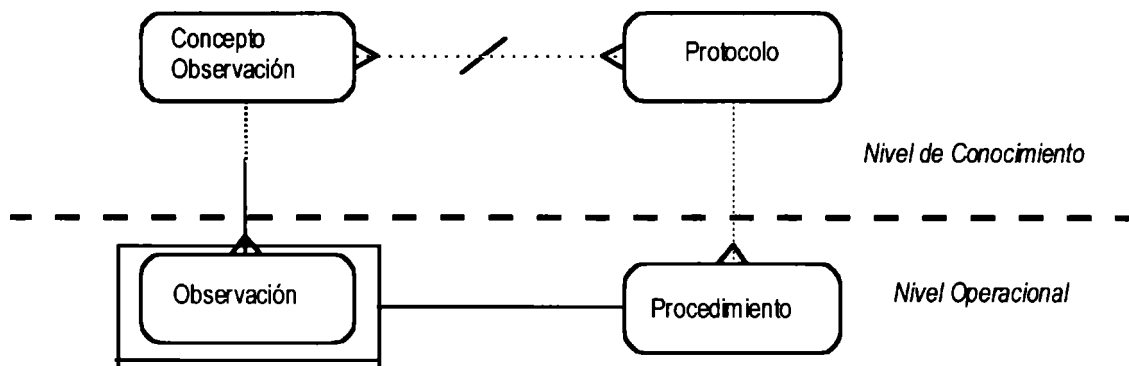 Concepto
Observación
Protocolo
Nivel de Conocimiento
Observación
Procedimiento
Nivel Operacional